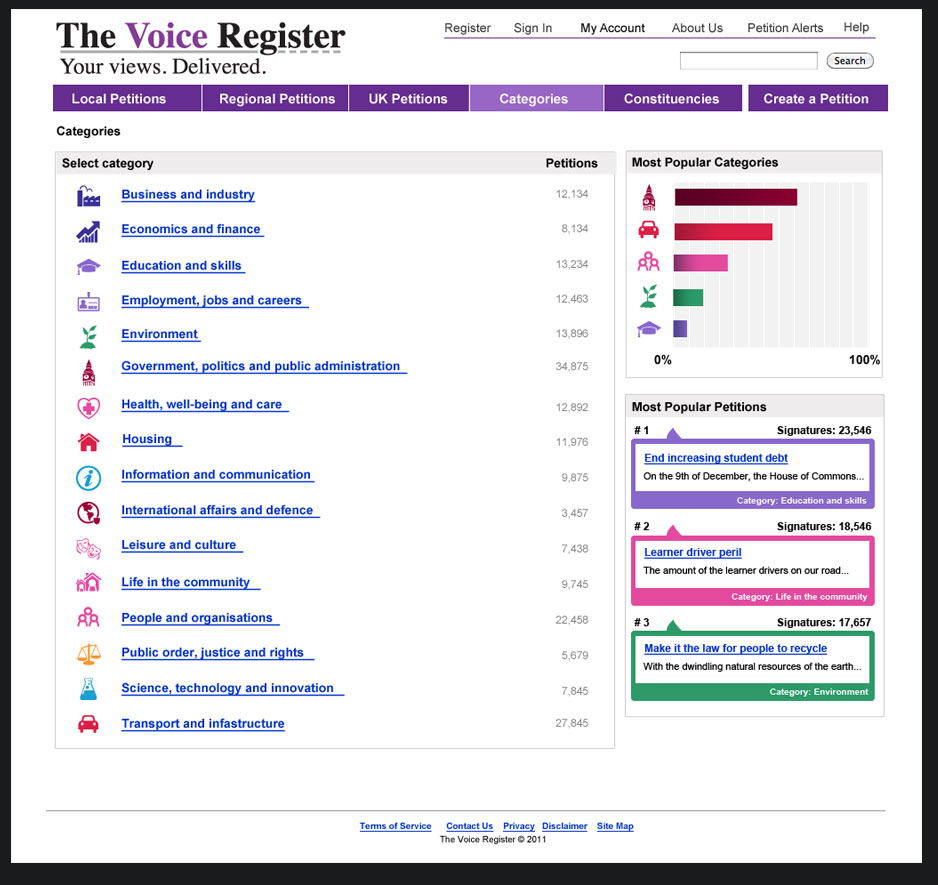 The Voice Register
Your views. Delivered.
Register Sign In My Account About Us Petition Alerts Help
Search
Local Petitions Regional Petitions UK Petitions Categories Constituencies Create a Petition
Categories
Select category Petitions
Business and industry 12,134
Economics and finance 8,134
Education and skills 13,234
Employment, jobs and careers 12,463
Environment 13,896
Government, politics and public administration 34,875
Health, well-being and care 12,892
Housing 11,976
Information and communication 9,875
International affairs and defence 3,457
Leisure and culture 7,438
Life in the community 9,745
People and organisations 22,458
Public order, justice and rights 5,679
Science, technology and innovation 7,845
Transport and infastructure 27,845
Most Popular Categories
0% 100%
Most Popular Petitions
# 1 Signatures: 23,546
End increasing student debt
On the 9th of December, the House of Commons...
Category: Education and skills
# 2 Signatures: 18,546
Learner driver peril
The amount of the learner drivers on our road...
Category: Life in the community
# 3 Signatures: 17,657
Make it the law for people to recycle
With the dwindling natural resources of the earth...
Category: Environment
Terms of Service Contact Us Privacy Disclaimer Site Map
The Voice Register © 2011